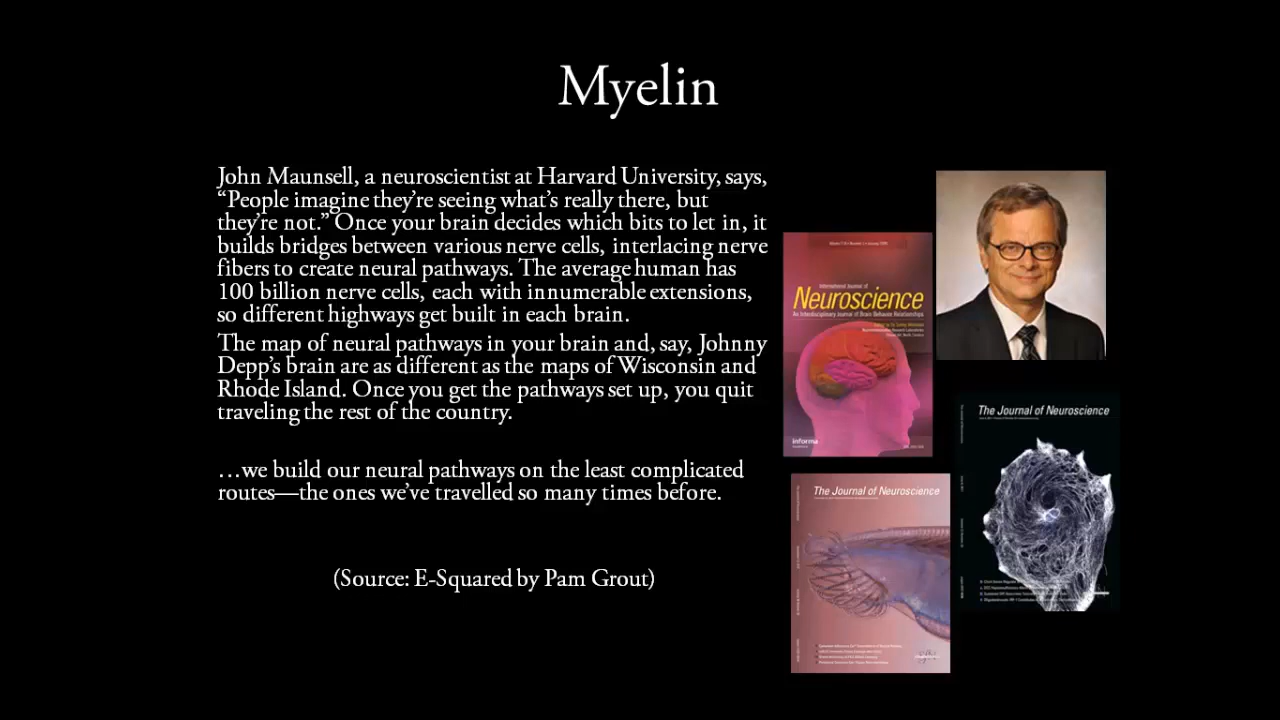 Myelin
John Maunsell, a neuroscientist at Harvard University, says,
“People imagine they’re seeing what’s really there, but
they’re not.” Once your brain decides which bits to let in, it
builds bridges between various nerve cells, interlacing nerve
fibers to create neural pathways. The average human has
100 billion nerve cells, each with innumerable extensions,
so different highways get built in each brain.
The map of neural pathways in your brain and, say, Johnny
Depp’s brain are as different as the maps of Wisconsin and
Rhode Island. Once you get the pathways set up, you quit
traveling the rest of the country.
…we build our neural pathways on the least complicated
routes—the ones we’ve travelled so many times before.
(Source: E-Squared by Pam Grout)
International Journal of
Neuroscience
An Interdisciplinary Journal of Brain Behavior Relationships
informa
The Journal of Neuroscience
The Journal of Neuroscience